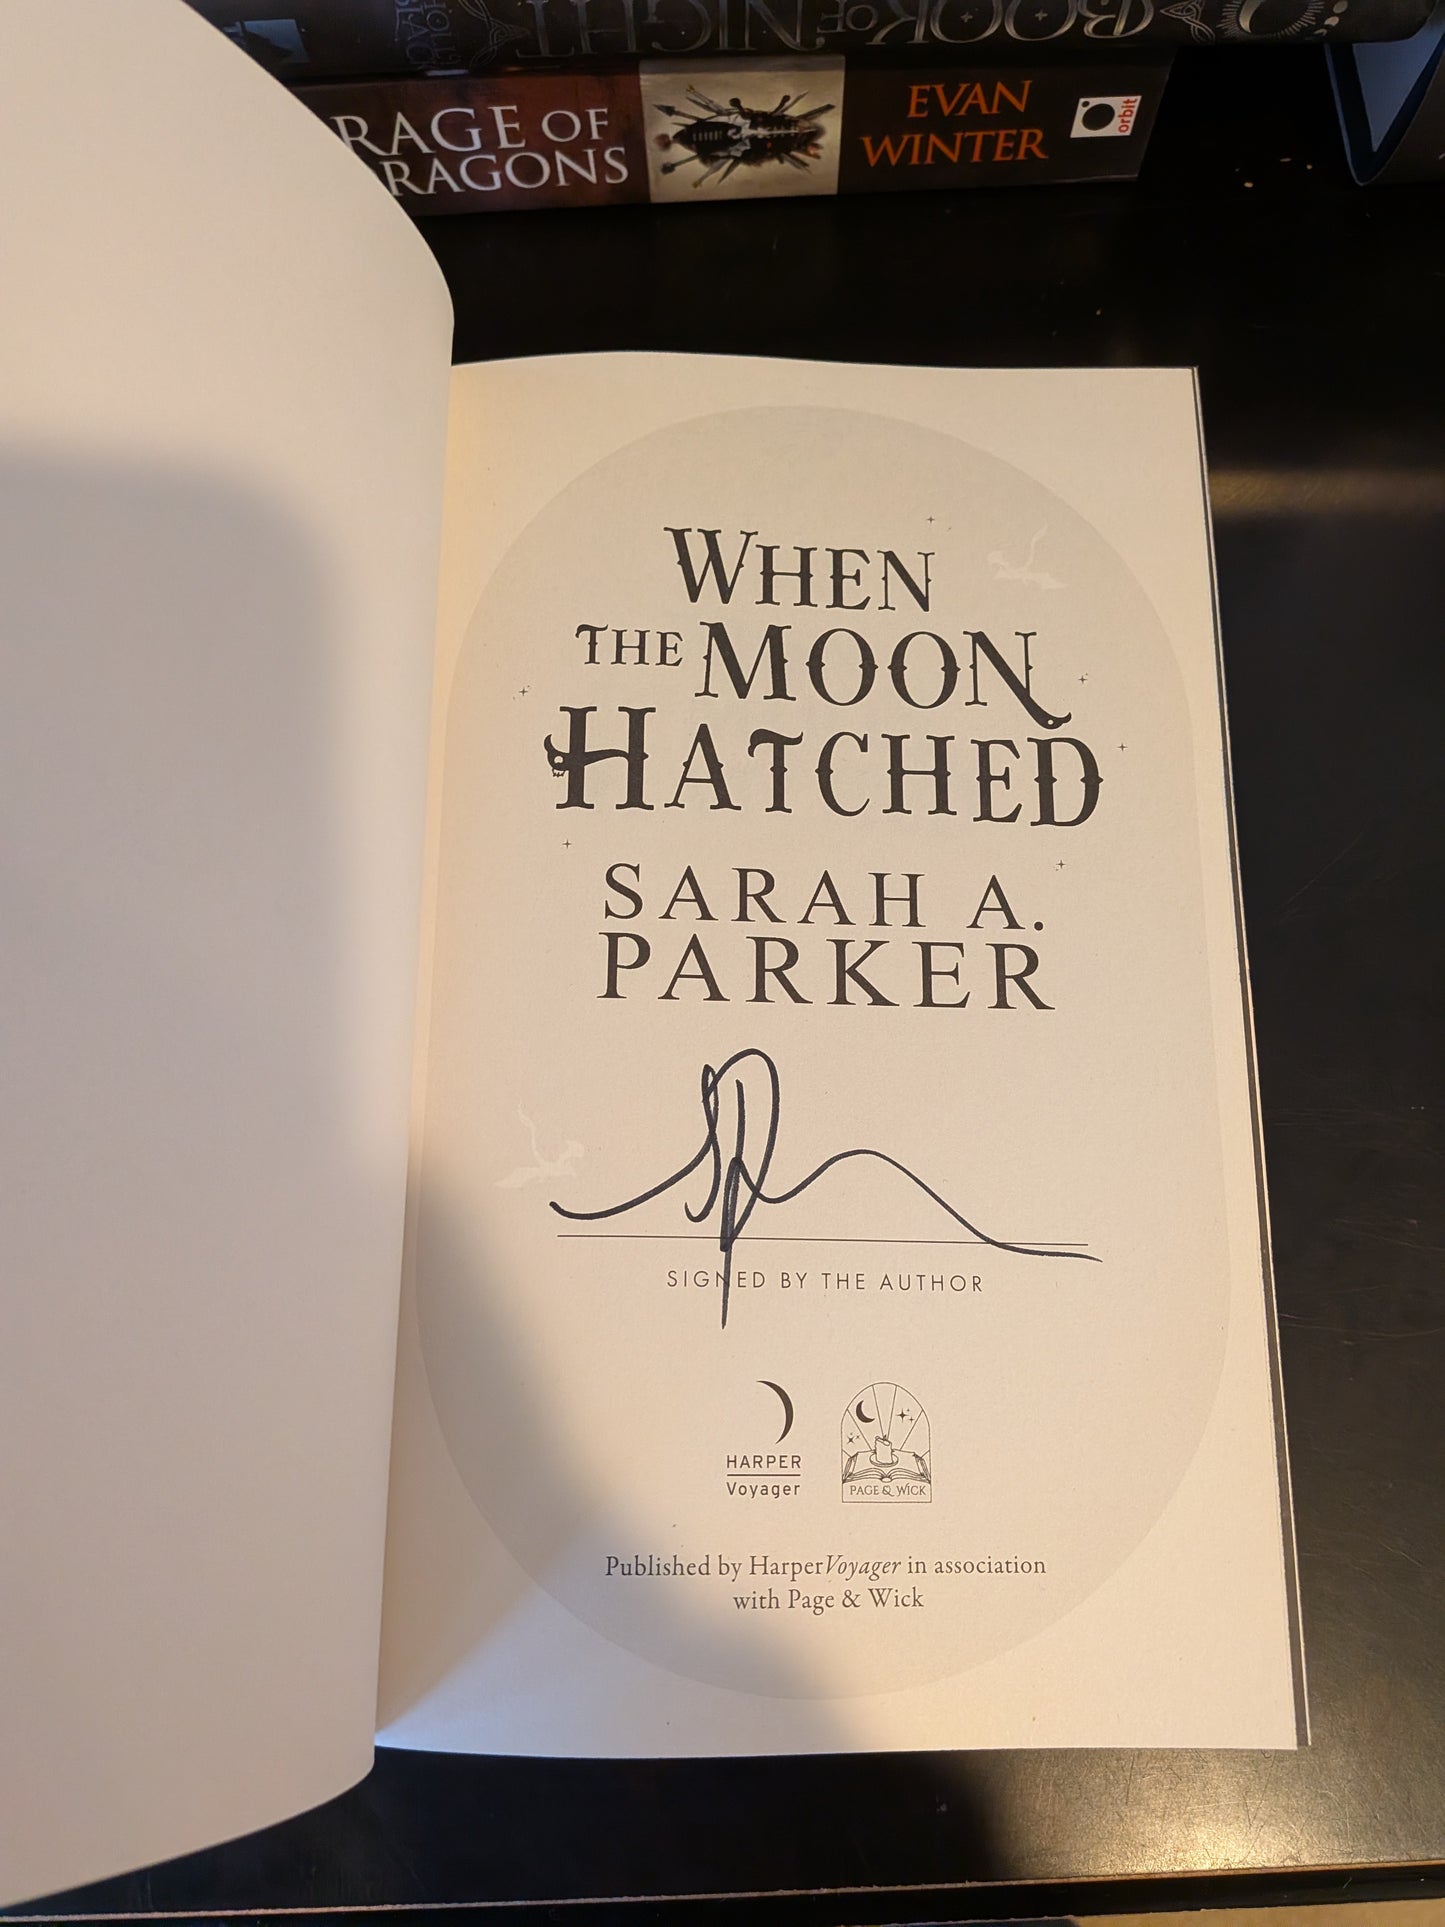 BOOK OF NIGHT
RAGE OF
RAGONS
EVAN
WINTER
orbit
WHEN
THE MOON
HATCHED
SARAH A.
PARKER
SIGNED BY THE AUTHOR
HARPER
Voyager
PAGE & WICK
Published by HarperVoyager in association
with Page & Wick